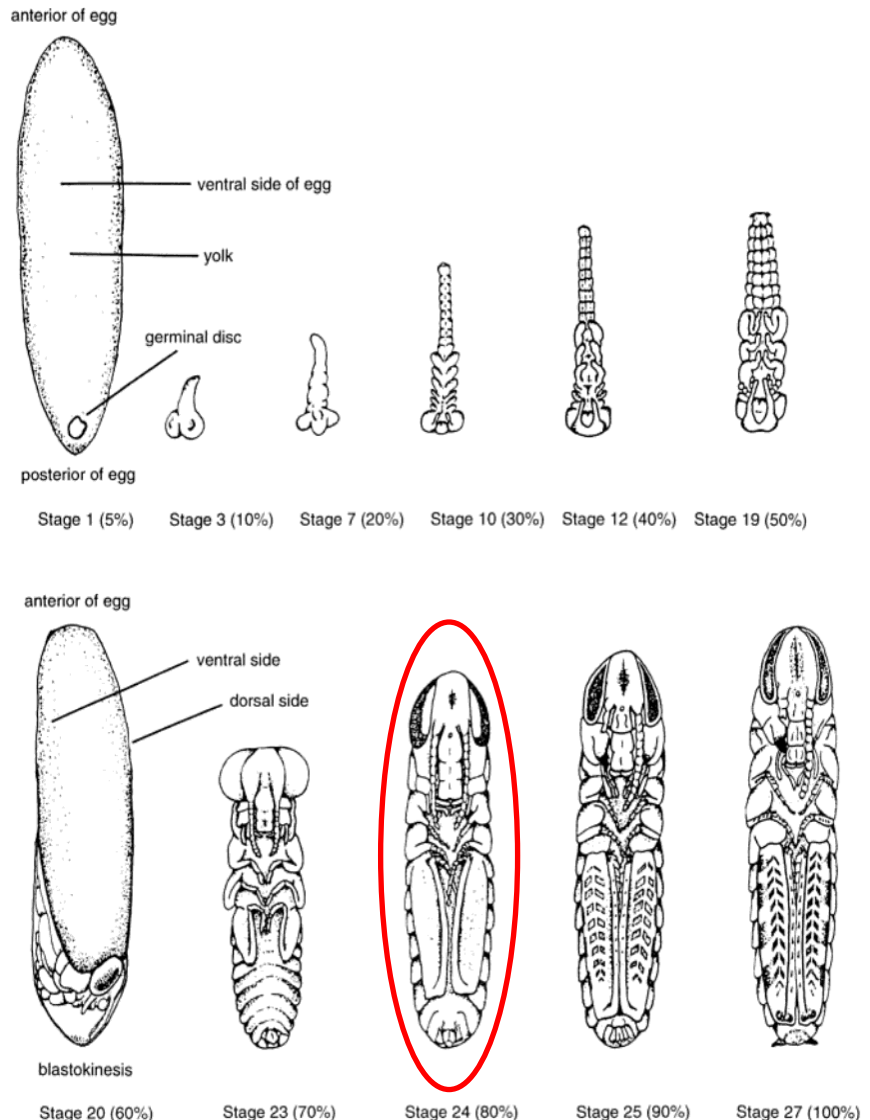 anterior of egg
ventral side of egg
yolk
germinal disc
posterior of egg
Stage 1 (5%)
Stage 3 (10%)
Stage 7 (20%)
Stage 10 (30%)
Stage 12 (40%)
Stage 19 (50%)
anterior of egg
ventral side
dorsal side
blastokinesis
Stage 20 (60%)
Stage 23 (70%)
Stage 24 (80%)
Stage 25 (90%)
Stage 27 (100%)